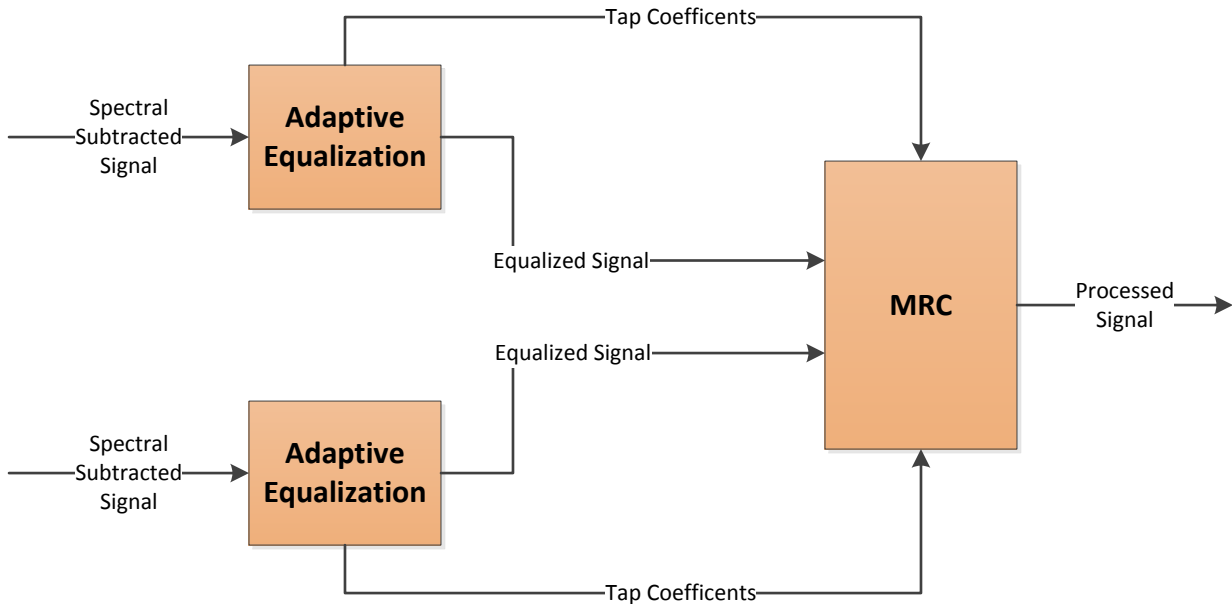 Tap Coefficents
Spectral
Subtracted
Signal
Adaptive
Equalization
Equalized Signal
MRC
Processed
Signal
Equalized Signal
Spectral
Subtracted
Signal
Adaptive
Equalization
Tap Coefficents